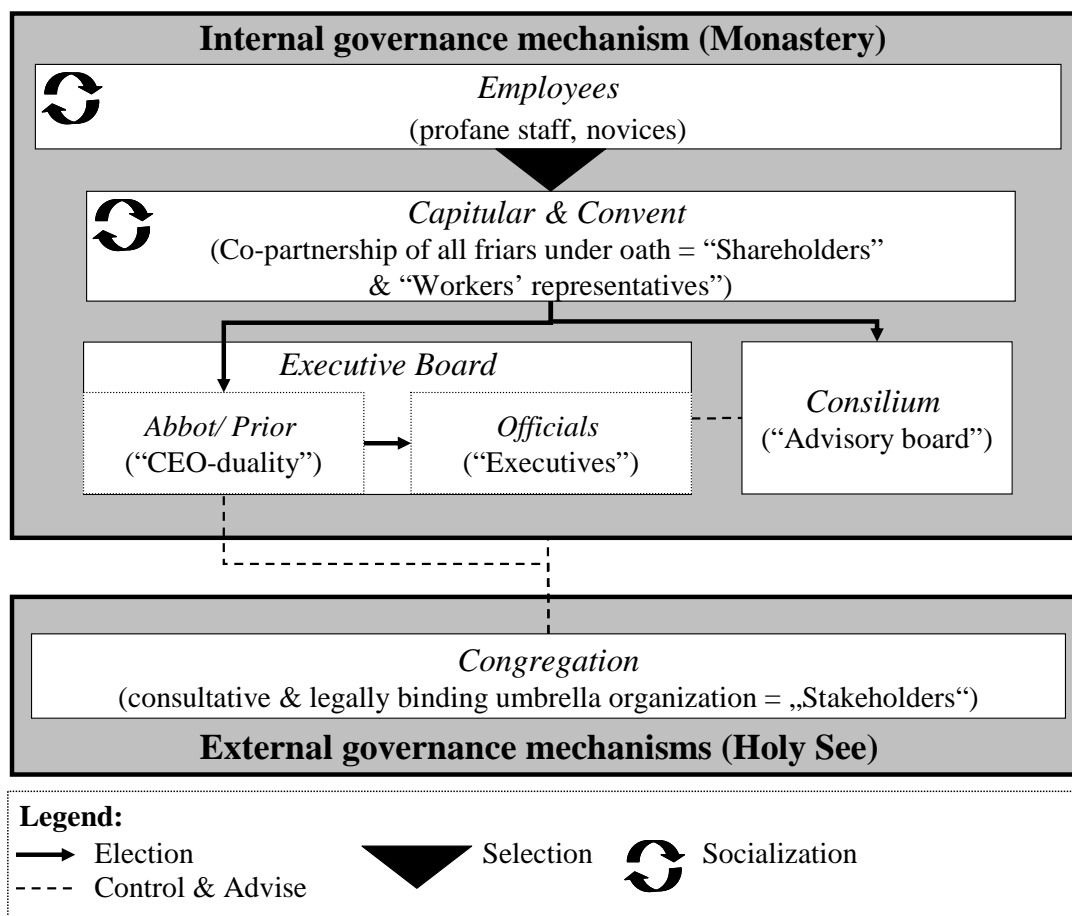 Internal governance mechanism (Monastery)
Employees
(profane staff, novices)
Capitular & Convent
(Co-partnership of all friars under oath = “Shareholders”
& “Workers’ representatives”)
Executive Board
Abbot/ Prior
(“CEO-duality”)
Officials
(“Executives”)
Consilium
(“Advisory board”)
Congregation
(consultative & legally binding umbrella organization = „Stakeholders“)
External governance mechanisms (Holy See)
Legend:
Election
Selection
Socialization
Control & Advise